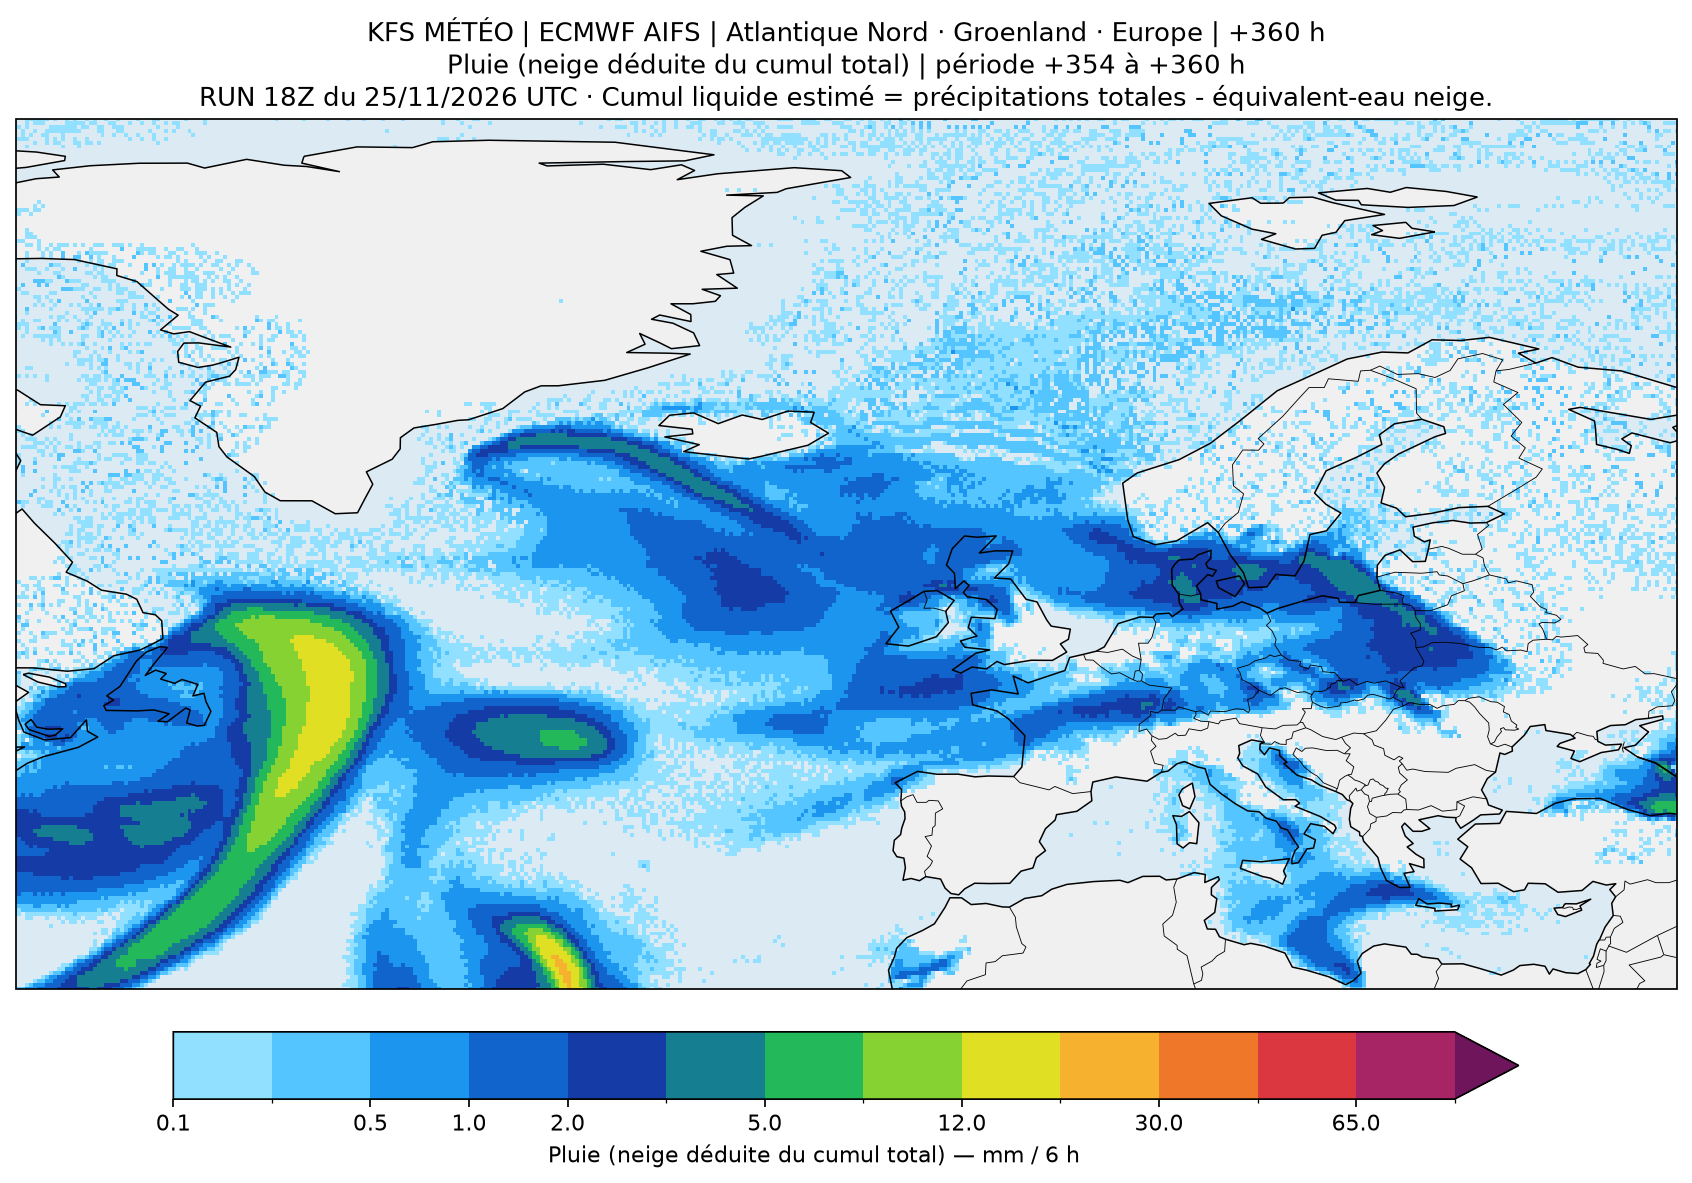 KFS MÉTÉO | ECMWF AIFS | Atlantique Nord · Groenland · Europe | +360 h
Pluie (neige déduite du cumul total) | période +354 à +360 h
RUN 18Z du 25/11/2026 UTC · Cumul liquide estimé = précipitations totales - équivalent-eau neige.
0.1 0.5 1.0 2.0 5.0 12.0 30.0 65.0
Pluie (neige déduite du cumul total) — mm / 6 h